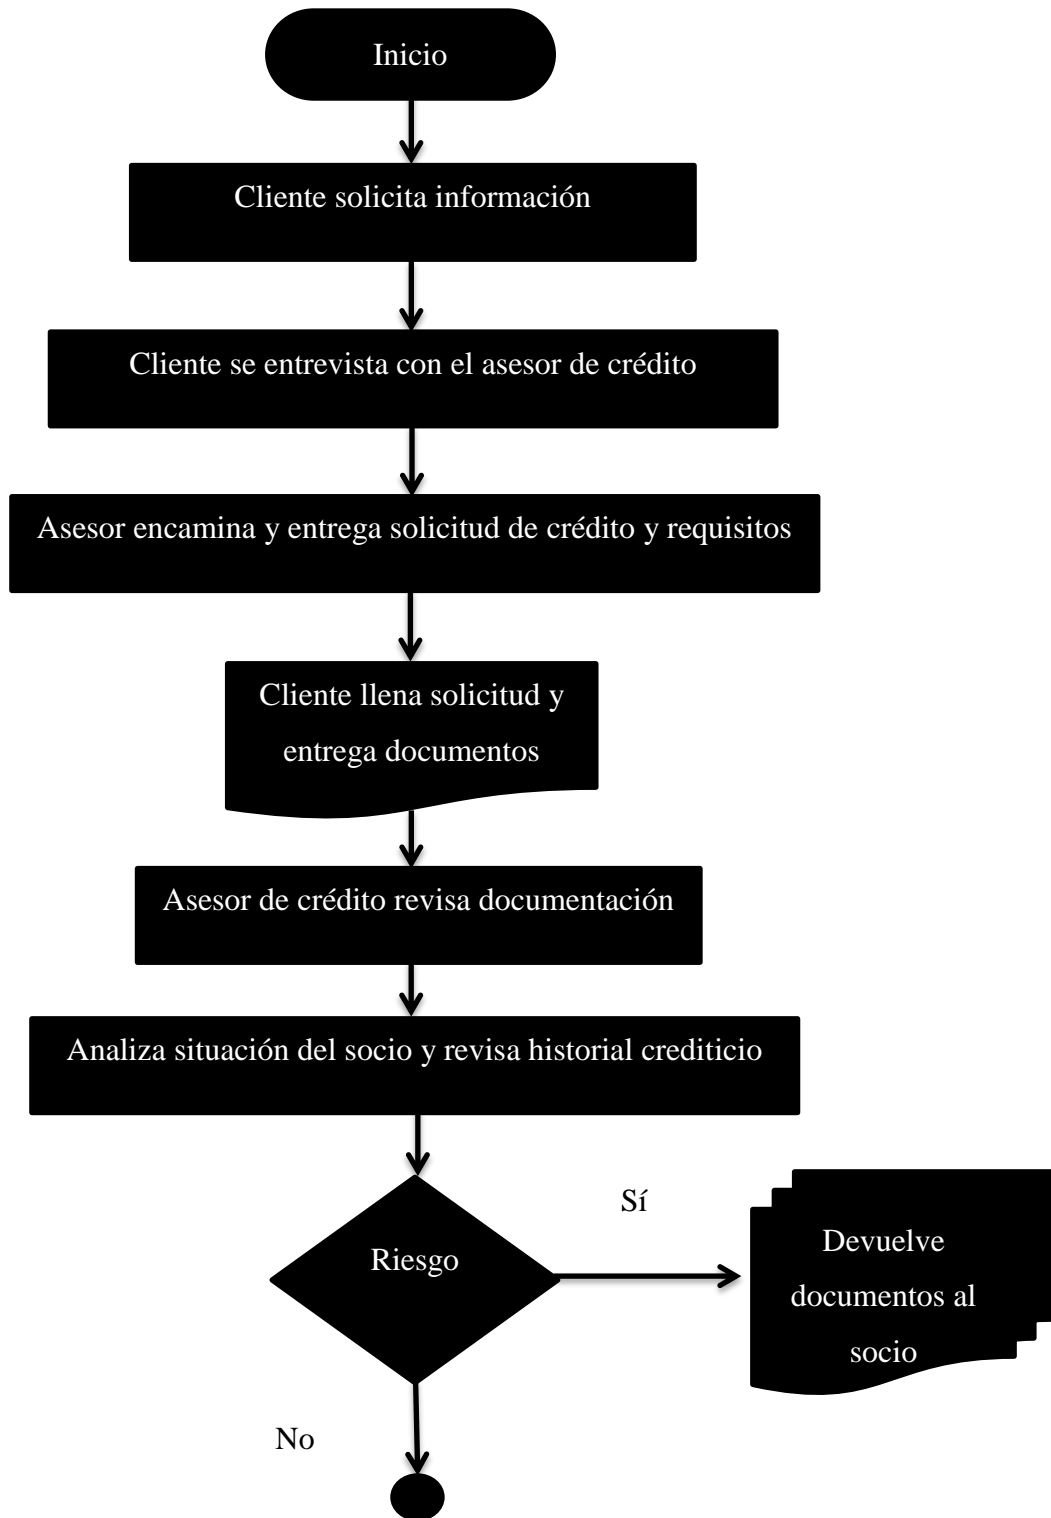 Inicio
Cliente solicita información
Cliente se entrevista con el asesor de crédito
Asesor encamina y entrega solicitud de crédito y requisitos
Cliente llena solicitud y
entrega documentos
Asesor de crédito revisa documentación
Analiza situación del socio y revisa historial crediticio
Riesgo
Sí
Devuelve
documentos al
socio
No